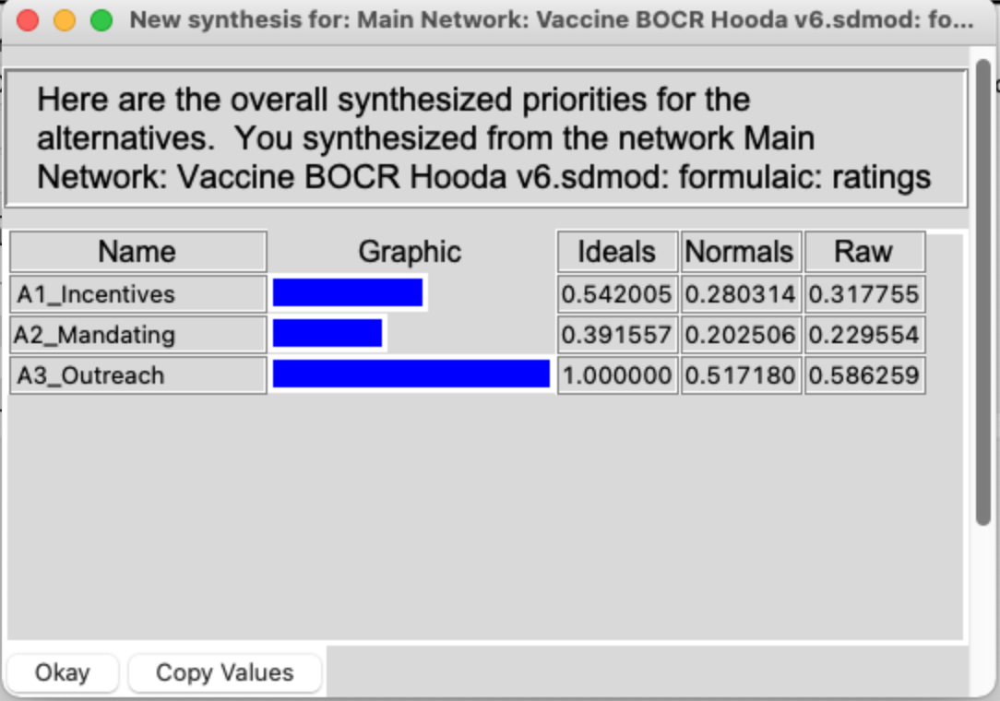 New synthesis for: Main Network: Vaccine BOCR Hooda v6.sdmod: fo...
Here are the overall synthesized priorities for the
alternatives.  You synthesized from the network Main
Network: Vaccine BOCR Hooda v6.sdmod: formulaic: ratings
Name Graphic Ideals Normals Raw
A1_Incentives 0.542005 0.280314 0.317755
A2_Mandating 0.391557 0.202506 0.229554
A3_Outreach 1.000000 0.517180 0.586259
Okay Copy Values